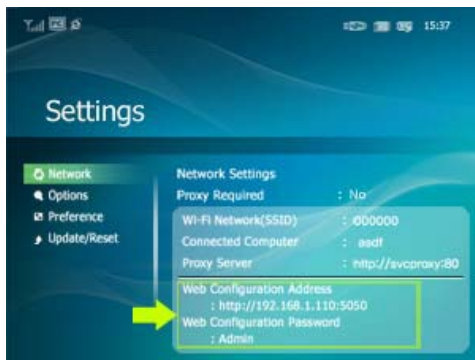 15:37
Settings
Network
Options
Preference
Update/Reset
Network Settings
Proxy Required : No
Wi-Fi Network(SSID) : 000000
Connected Computer : asdf
Proxy Server : http://svcproxy:80
Web Configuration Address
: http://192.168.1.110:5050
Web Configuration Password
: Admin